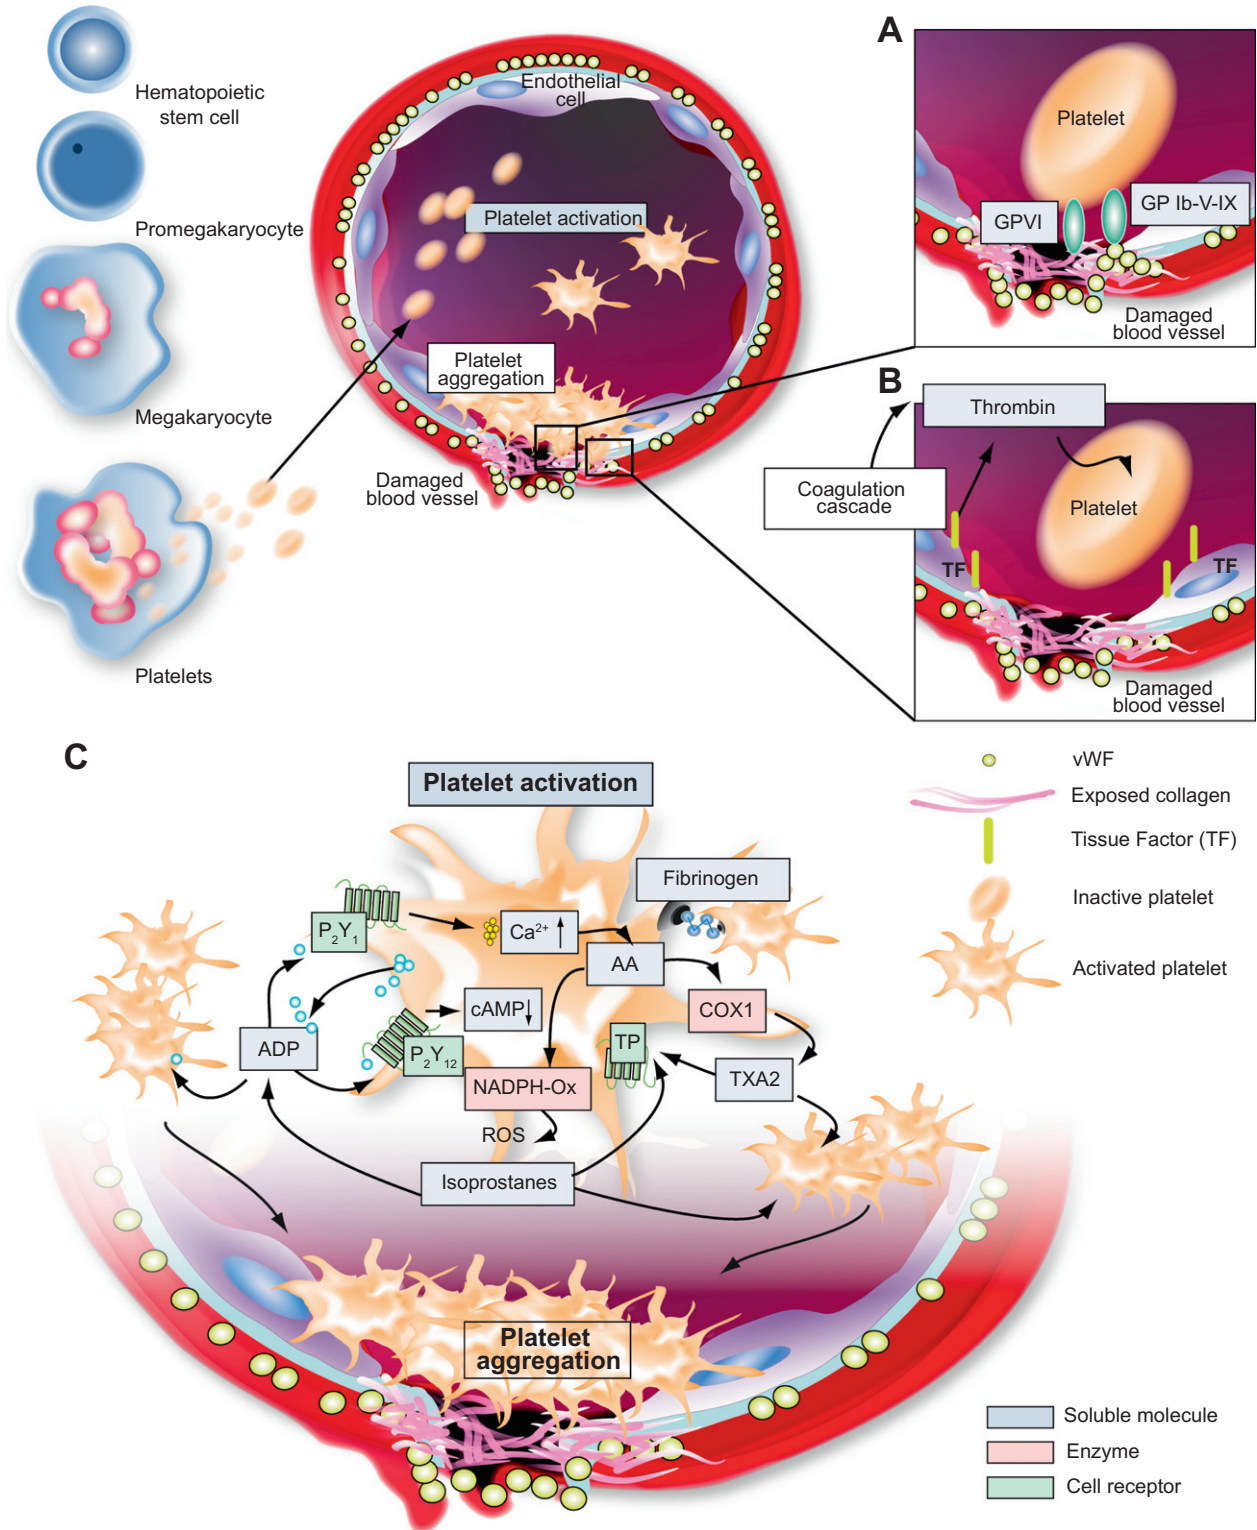 Hematopoietic
stem cell
Promegakaryocyte
Megakaryocyte
Platelets
Endothelial
cell
Platelet activation
Platelet
aggregation
Damaged
blood vessel
A
Platelet
GPVI
GP Ib-V-IX
Damaged
blood vessel
B
Thrombin
Coagulation
cascade
Platelet
TF
TF
Damaged
blood vessel
C
Platelet activation
Fibrinogen
P₂Y₁
Ca²⁺ ↑
AA
cAMP↓
COX1
ADP
P₂Y₁₂
TP
NADPH-Ox
TXA2
ROS
Isoprostanes
Platelet
aggregation
vWF
Exposed collagen
Tissue Factor (TF)
Inactive platelet
Activated platelet
Soluble molecule
Enzyme
Cell receptor